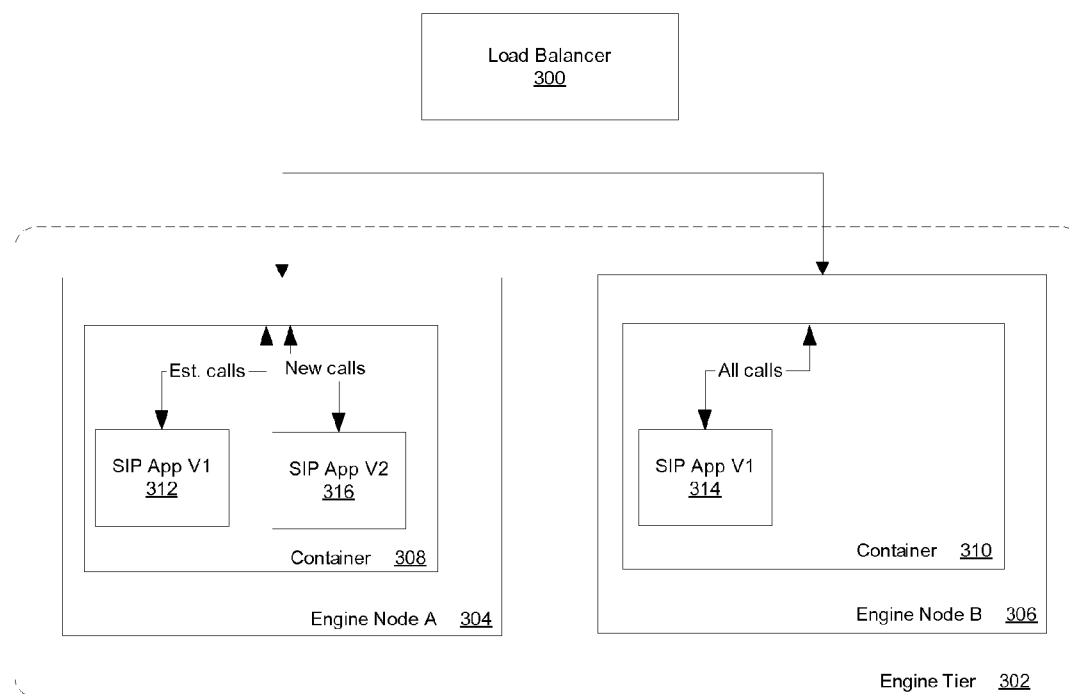 Load Balancer
300
Est. calls
New calls
All calls
SIP App V1
312
SIP App V2
316
SIP App V1
314
Container 308
Container 310
Engine Node A 304
Engine Node B 306
Engine Tier 302